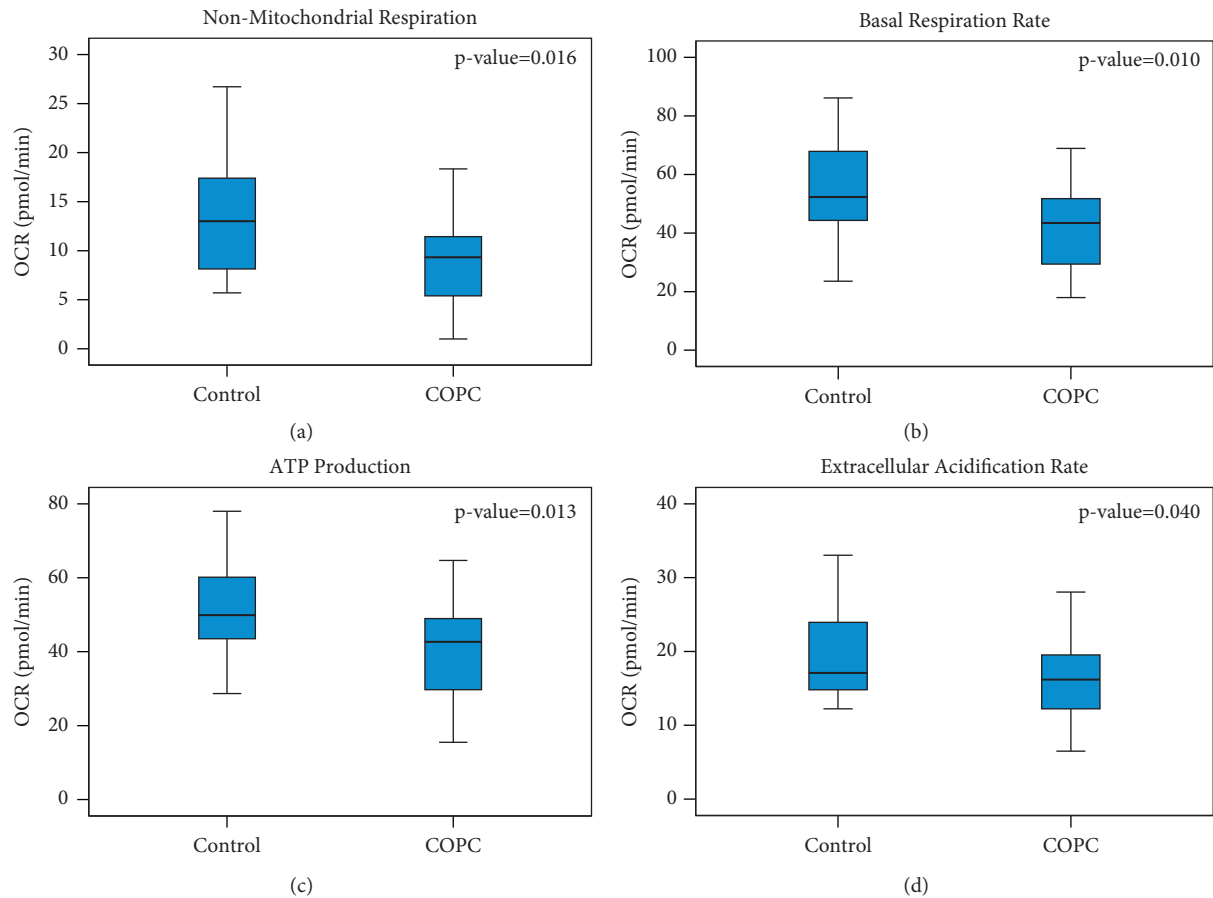 Non-Mitochondrial Respiration
p-value=0.016
OCR (pmol/min)
30
25
20
15
10
5
0
Control COPC
(a)
Basal Respiration Rate
p-value=0.010
OCR (pmol/min)
100
80
60
40
20
0
Control COPC
(b)
ATP Production
p-value=0.013
OCR (pmol/min)
80
60
40
20
0
Control COPC
(c)
Extracellular Acidification Rate
p-value=0.040
OCR (pmol/min)
40
30
20
10
0
Control COPC
(d)